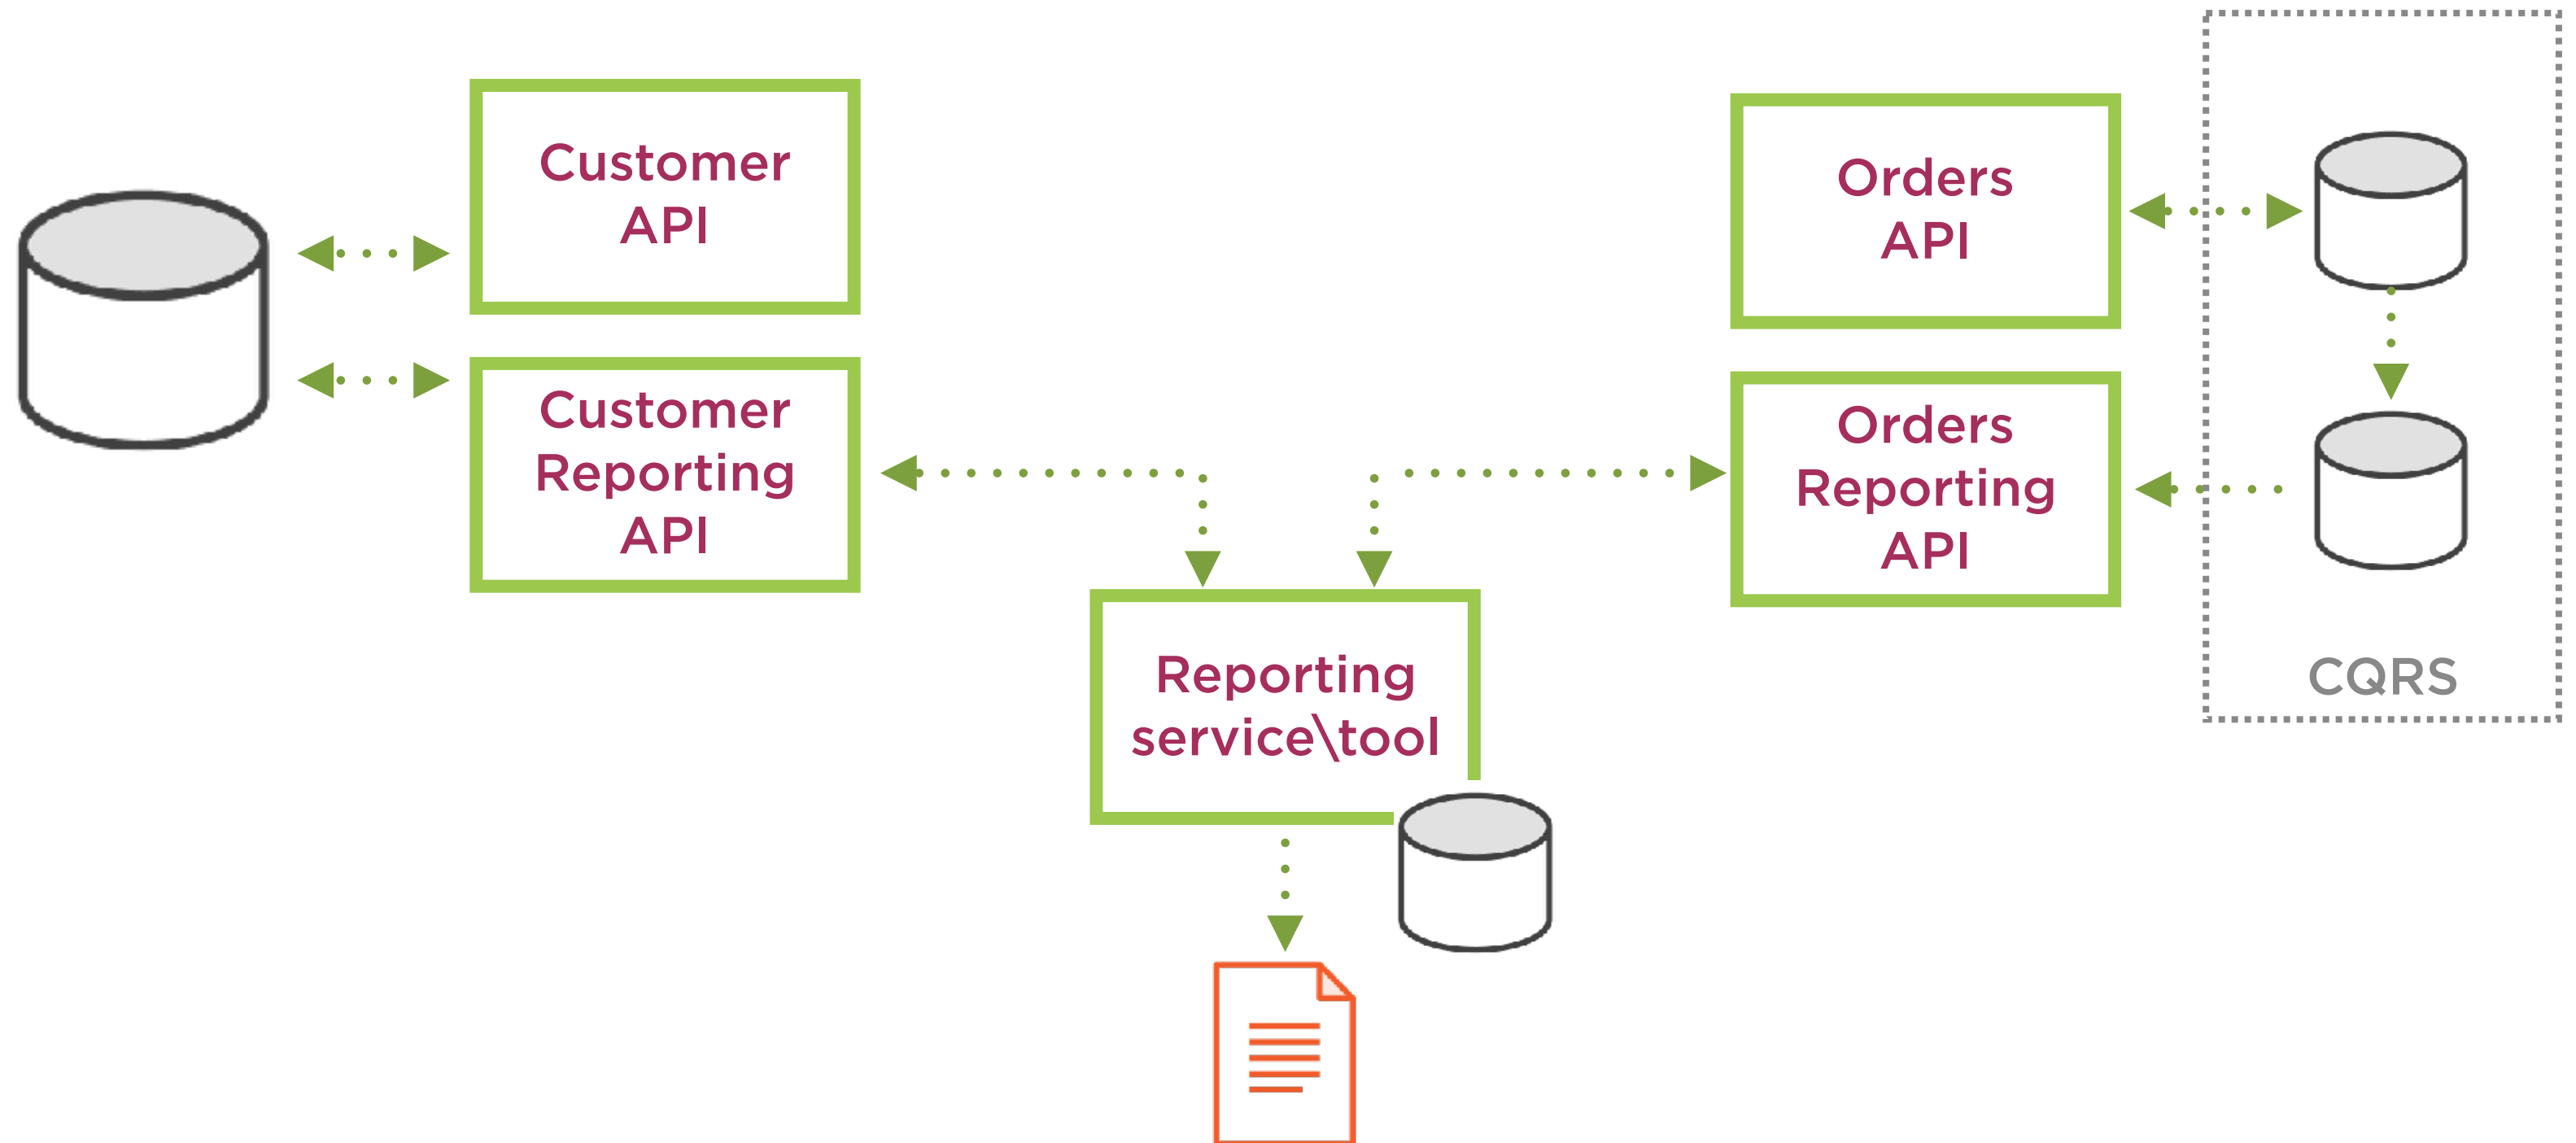 Customer
API
Customer
Reporting
API
Orders
API
Orders
Reporting
API
Reporting
service\tool
CQRS